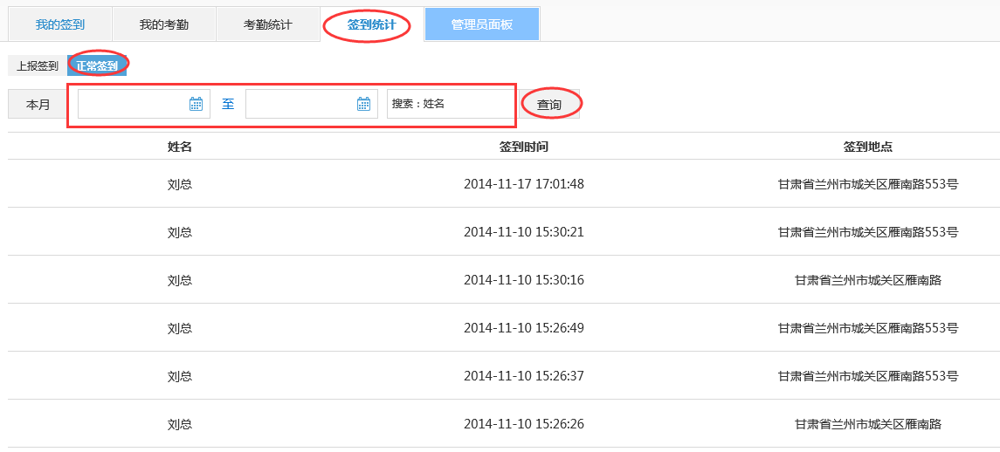 我的签到 我的考勤 考勤统计 签到统计 管理员面板
上报签到 正常签到
本月 至 搜索：姓名 查询
姓名 签到时间 签到地点
刘总 2014-11-17 17:01:48 甘肃省兰州市城关区雁南路553号
刘总 2014-11-10 15:30:21 甘肃省兰州市城关区雁南路553号
刘总 2014-11-10 15:30:16 甘肃省兰州市城关区雁南路
刘总 2014-11-10 15:26:49 甘肃省兰州市城关区雁南路553号
刘总 2014-11-10 15:26:37 甘肃省兰州市城关区雁南路553号
刘总 2014-11-10 15:26:26 甘肃省兰州市城关区雁南路